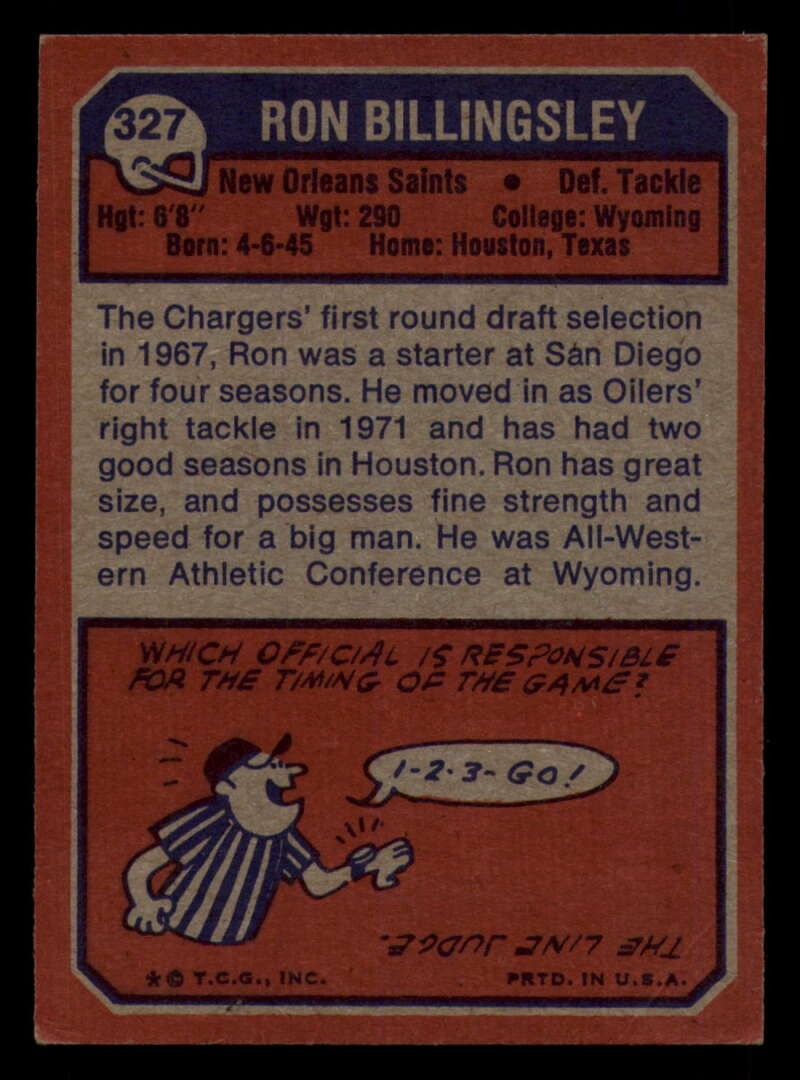 327 RON BILLINGSLEY
New Orleans Saints • Def. Tackle
Hgt: 6'8" Wgt: 290 College: Wyoming
Born: 4-6-45 Home: Houston, Texas
The Chargers' first round draft selection
in 1967, Ron was a starter at San Diego
for four seasons. He moved in as Oilers'
right tackle in 1971 and has had two
good seasons in Houston. Ron has great
size, and possesses fine strength and
speed for a big man. He was All-West-
ern Athletic Conference at Wyoming.
WHICH OFFICIAL IS RESPONSIBLE
FOR THE TIMING OF THE GAME?
1-2-3-GO!
THE LINE JUDGE.
*© T.C.G., INC. PRTD. IN U.S.A.